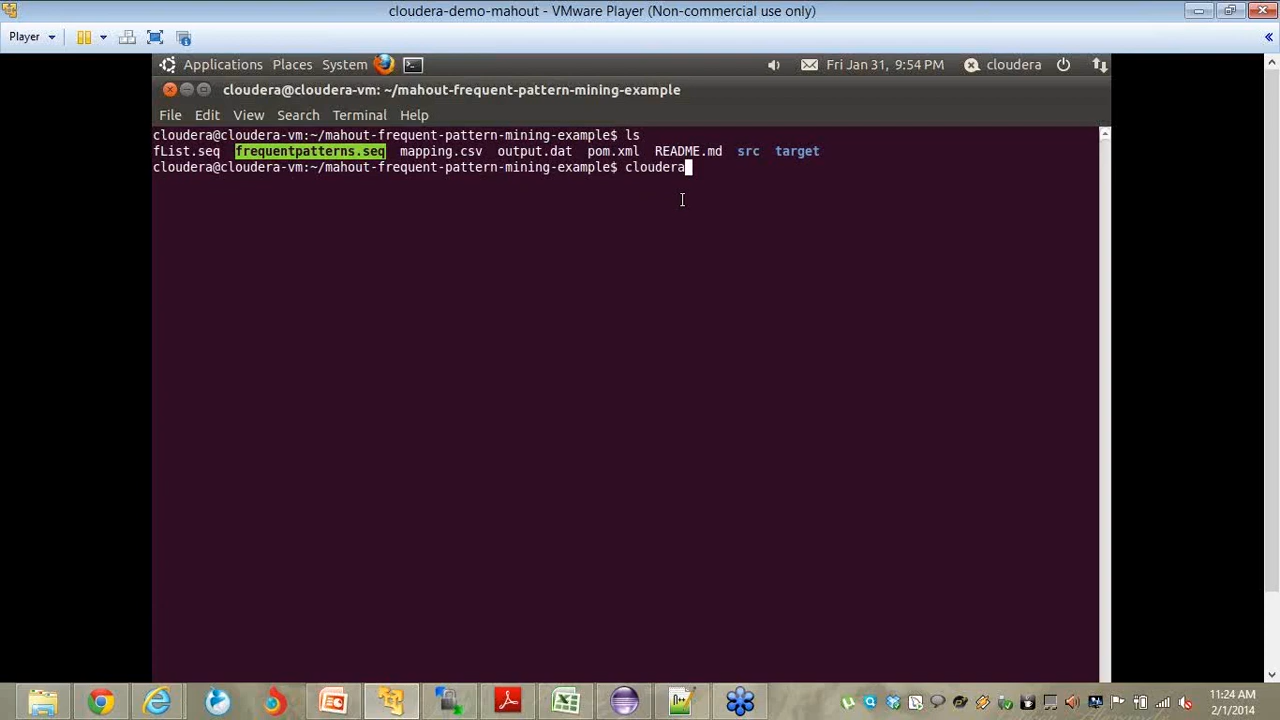 cloudera-demo-mahout - VMware Player (Non-commercial use only)
Player
Applications Places System Fri Jan 31, 9:54 PM cloudera
cloudera@cloudera-vm: ~/mahout-frequent-pattern-mining-example
File Edit View Search Terminal Help
cloudera@cloudera-vm:~/mahout-frequent-pattern-mining-example$ ls
fList.seq frequentpatterns.seq mapping.csv output.dat pom.xml README.md src target
cloudera@cloudera-vm:~/mahout-frequent-pattern-mining-example$ cloudera
11:24 AM
2/1/2014